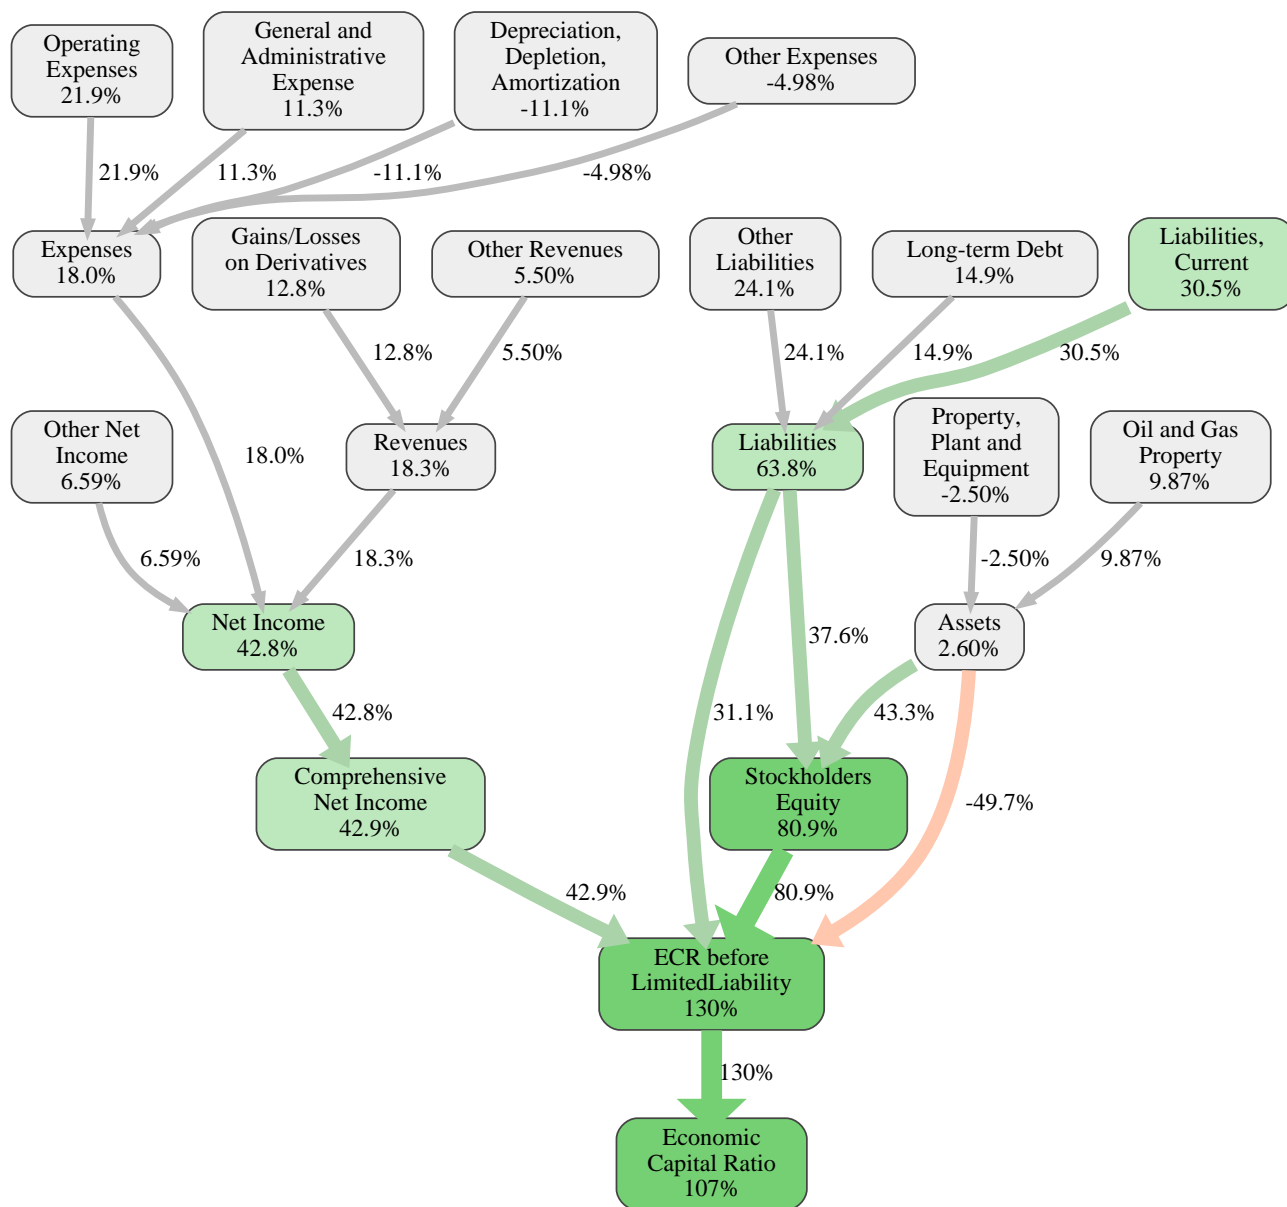 Operating
Expenses
21.9%
General and
Administrative
Expense
11.3%
Depreciation,
Depletion,
Amortization
-11.1%
Other Expenses
-4.98%
21.9%
11.3%
-11.1%
-4.98%
Expenses
18.0%
Gains/Losses
on Derivatives
12.8%
Other Revenues
5.50%
Other
Liabilities
24.1%
Long-term Debt
14.9%
Liabilities,
Current
30.5%
12.8%
5.50%
24.1%
14.9%
30.5%
Other Net
Income
6.59%
18.0%
Revenues
18.3%
Liabilities
63.8%
Property,
Plant and
Equipment
-2.50%
Oil and Gas
Property
9.87%
6.59%
18.3%
-2.50%
9.87%
Net Income
42.8%
37.6%
Assets
2.60%
42.8%
31.1%
43.3%
Comprehensive
Net Income
42.9%
Stockholders
Equity
80.9%
-49.7%
42.9%
80.9%
ECR before
LimitedLiability
130%
130%
Economic
Capital Ratio
107%